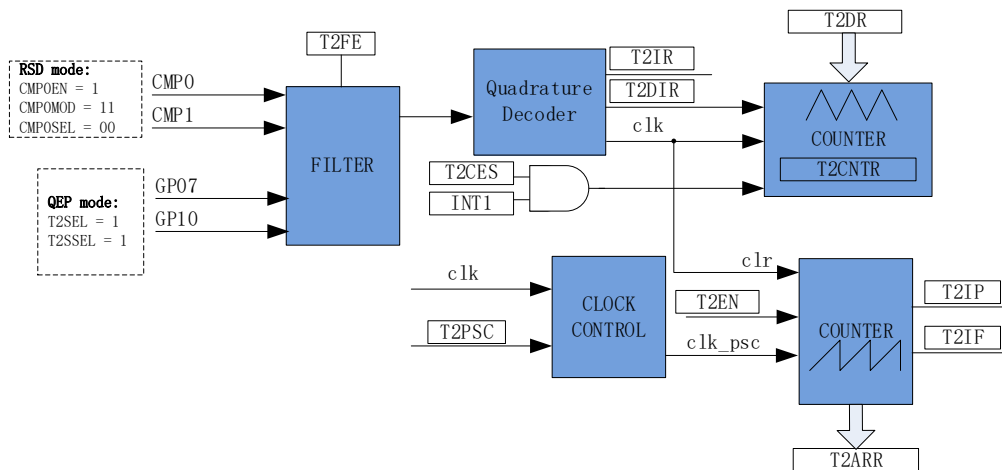 RSD mode:
CMP0EN = 1
CMP0MOD = 11
CMP0SEL = 00
CMP0
CMP1
QEP mode:
T2SEL = 1
T2SSEL = 1
GP07
GP10
T2FE
FILTER
Quadrature
Decoder
T2IR
T2DIR
clk
T2CES
INT1
T2DR
COUNTER
T2CNTR
clk
T2PSC
CLOCK
CONTROL
clr
T2EN
clk_psc
COUNTER
T2IP
T2IF
T2ARR